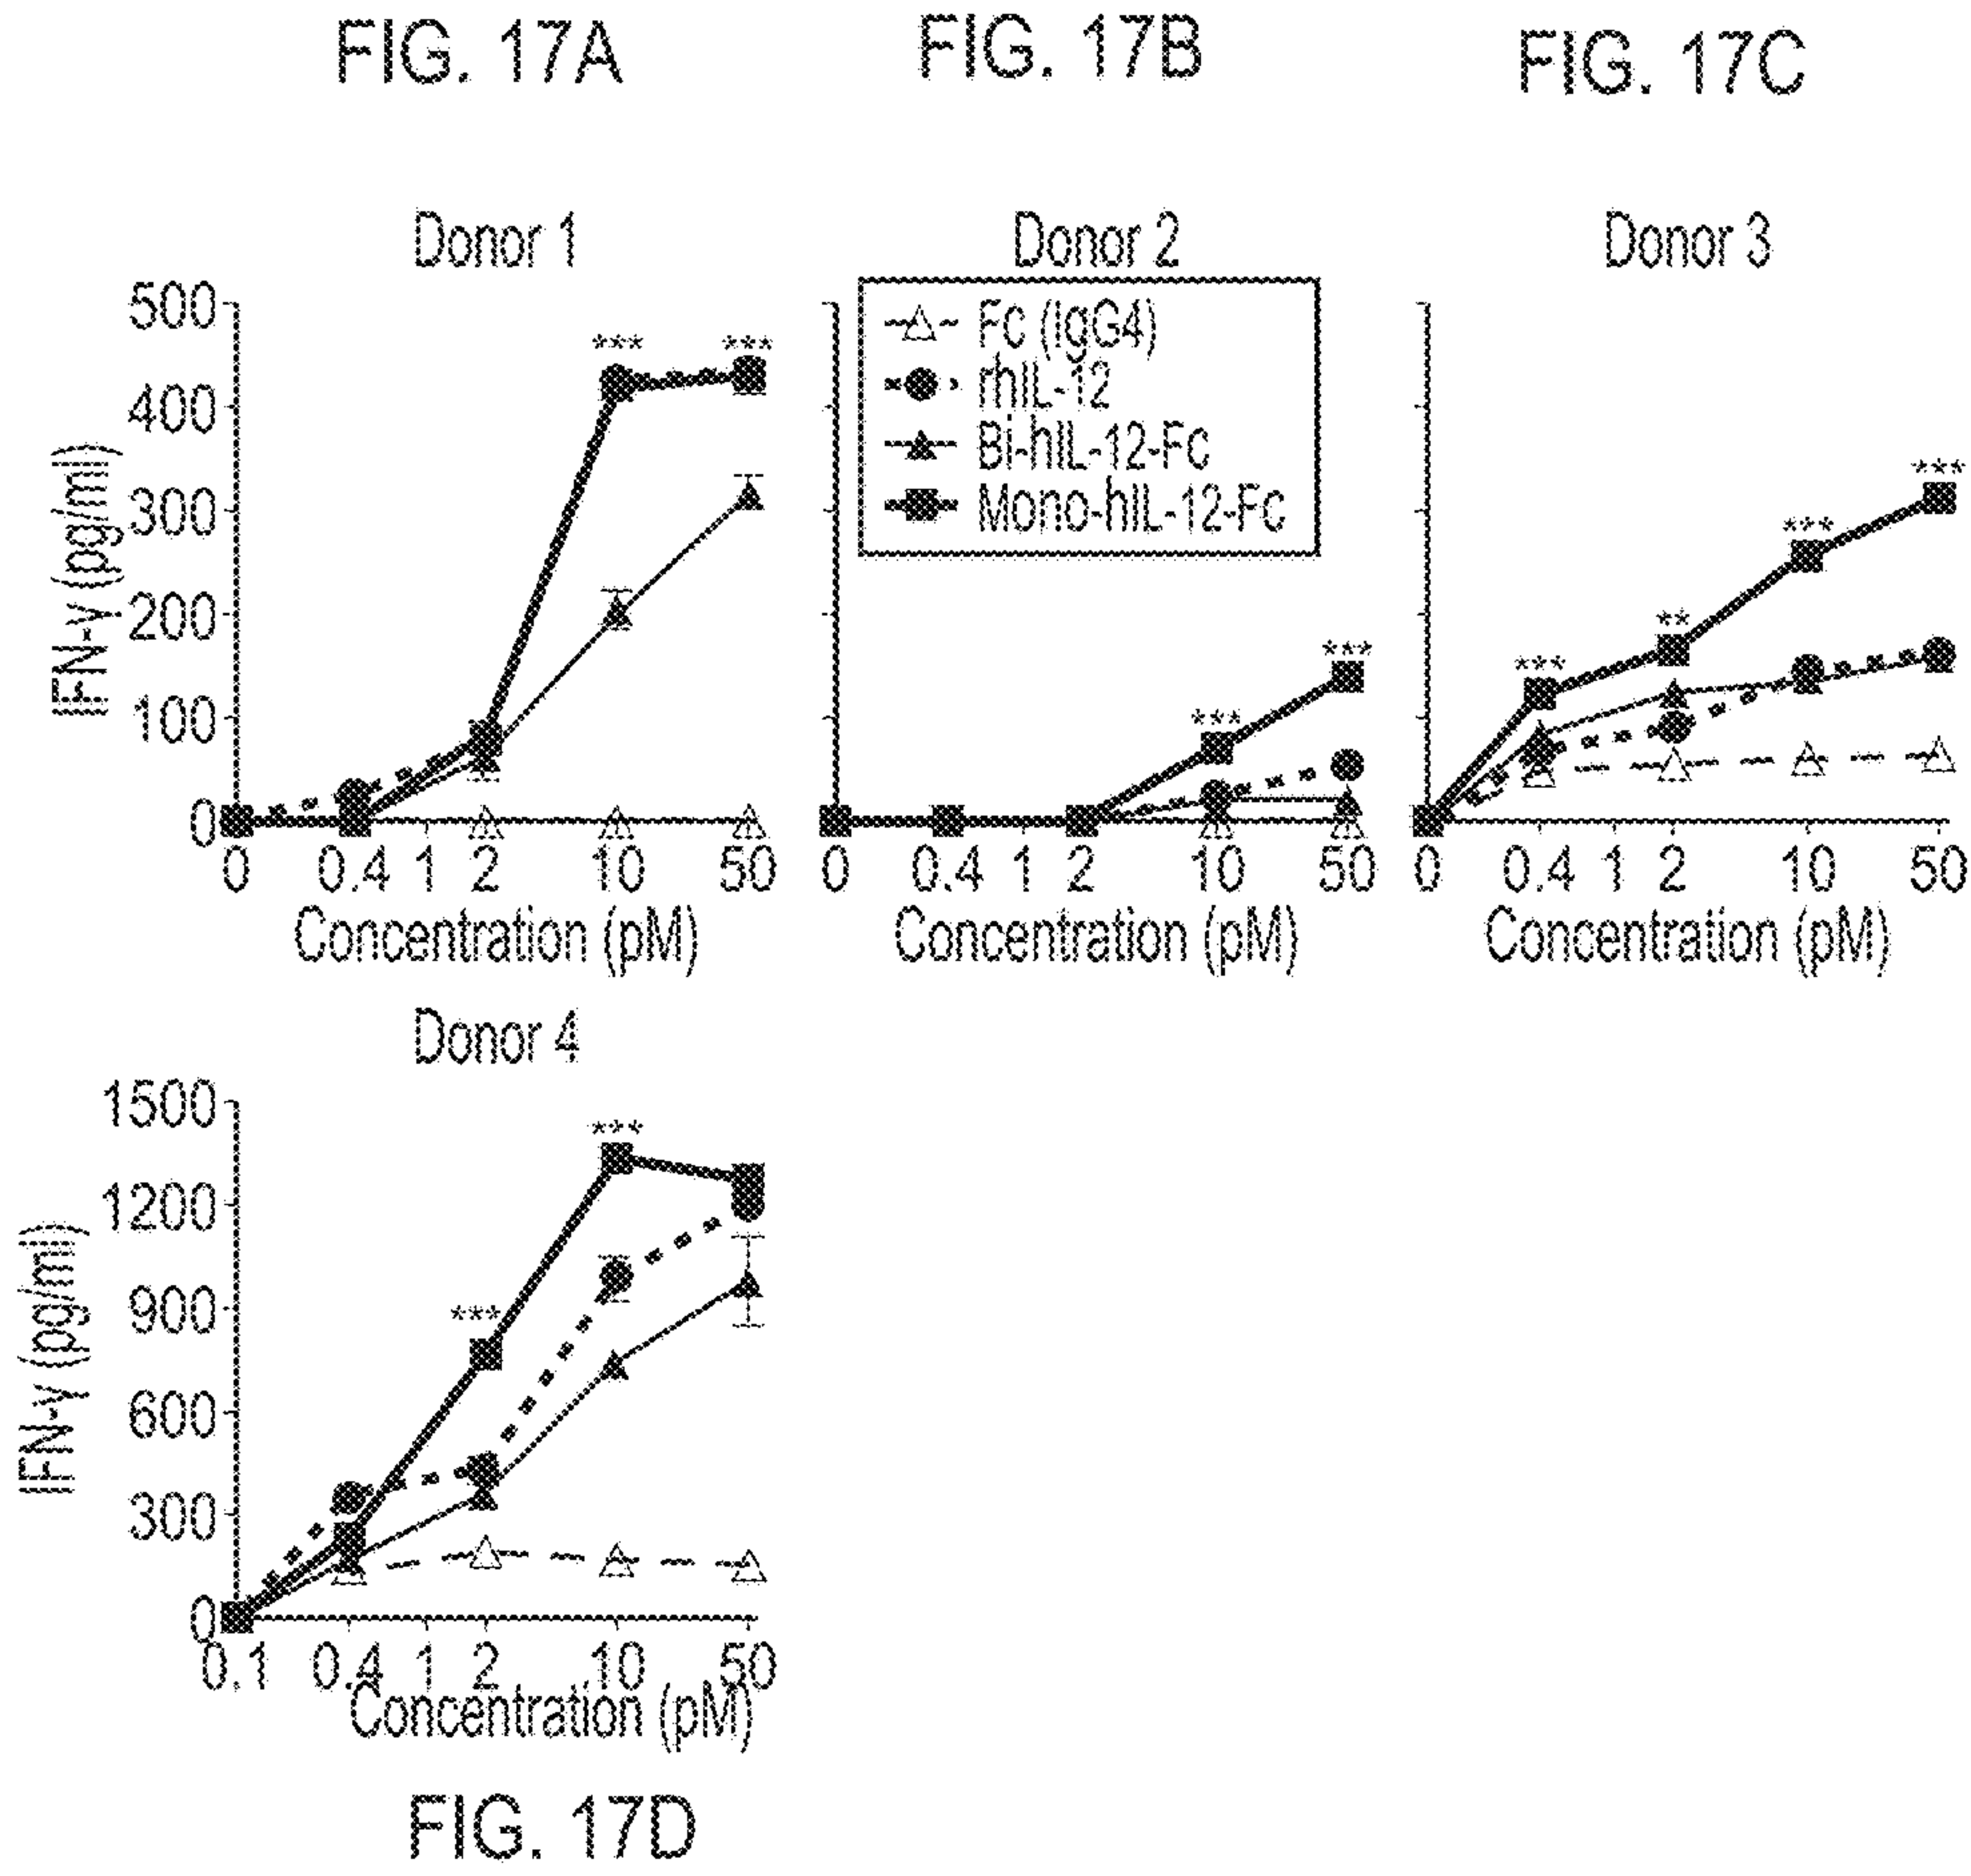 FIG. 17A
FIG. 17B
FIG. 17C
Donor 1
Donor 2
Donor 3
500
400
300
200
100
0
IFN-γ (pg/ml)
***
***
0 0.4 1 2 10 50
Concentration (pM)
Fc (IgG4)
rhIL-12
Bi-hIL-12-Fc
Mono-hIL-12-Fc
***
***
0 0.4 1 2 10 50
Concentration (pM)
***
**
***
***
0 0.4 1 2 10 50
Concentration (pM)
Donor 4
1500
1200
900
600
300
0
IFN-γ (pg/ml)
***
***
0.1 0.4 1 2 10 50
Concentration (pM)
FIG. 17D